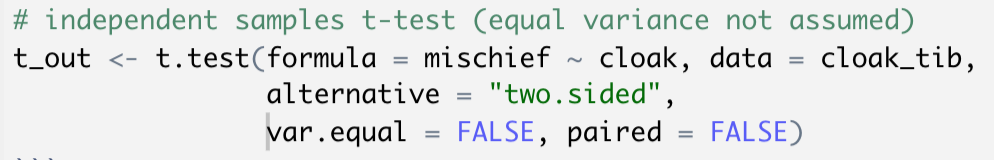 # independent samples t-test (equal variance not assumed)
t_out <- t.test(formula = mischief ~ cloak, data = cloak_tib,
alternative = "two.sided",
var.equal = FALSE, paired = FALSE)
```